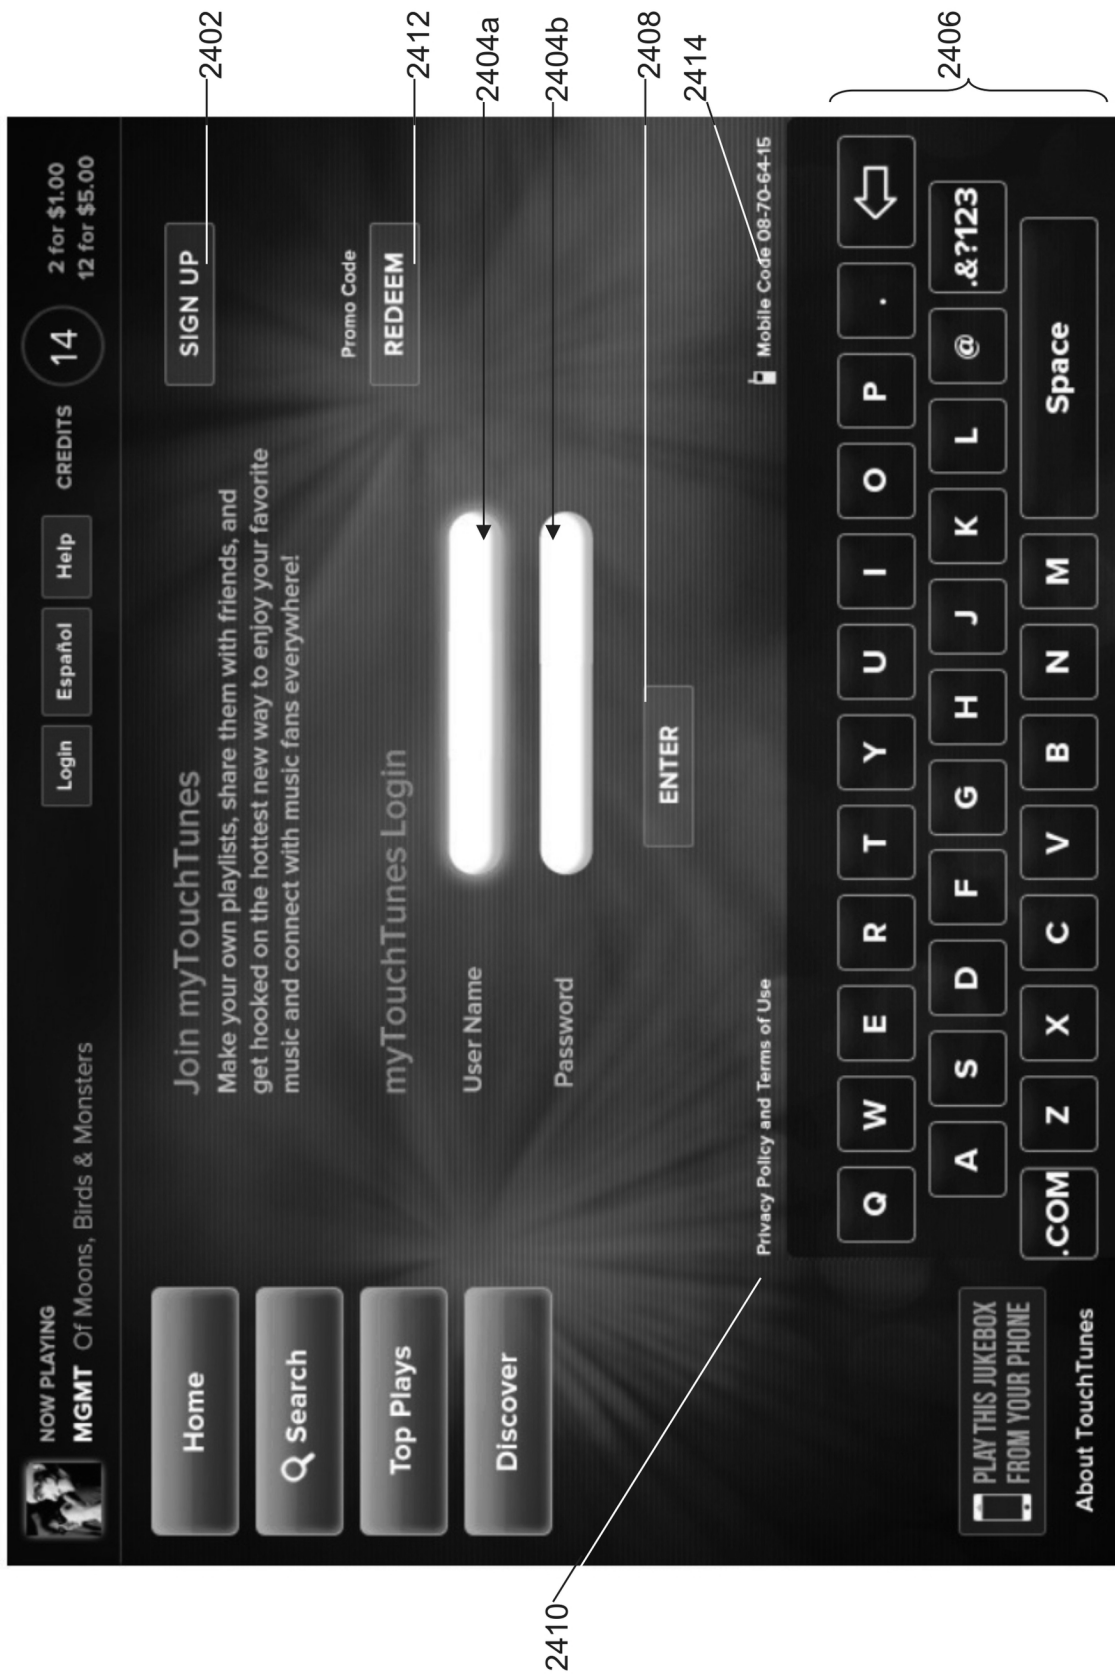 NOW PLAYING
MGMT Of Moons, Birds & Monsters
Login
Español
Help
CREDITS
14
2 for $1.00
12 for $5.00
Home
Search
Top Plays
Discover
Join myTouchTunes
Make your own playlists, share them with friends, and
get hooked on the hottest new way to enjoy your favorite
music and connect with music fans everywhere!
SIGN UP
2402
myTouchTunes Login
Promo Code
REDEEM
2412
User Name
2404a
Password
2404b
ENTER
2408
2410
Privacy Policy and Terms of Use
Mobile Code 08-70-64-15
2414
Q W E R T Y U I O P .
A S D F G H J K L @ .&?123
.COM Z X C V B N M Space
2406
PLAY THIS JUKEBOX
FROM YOUR PHONE
About TouchTunes